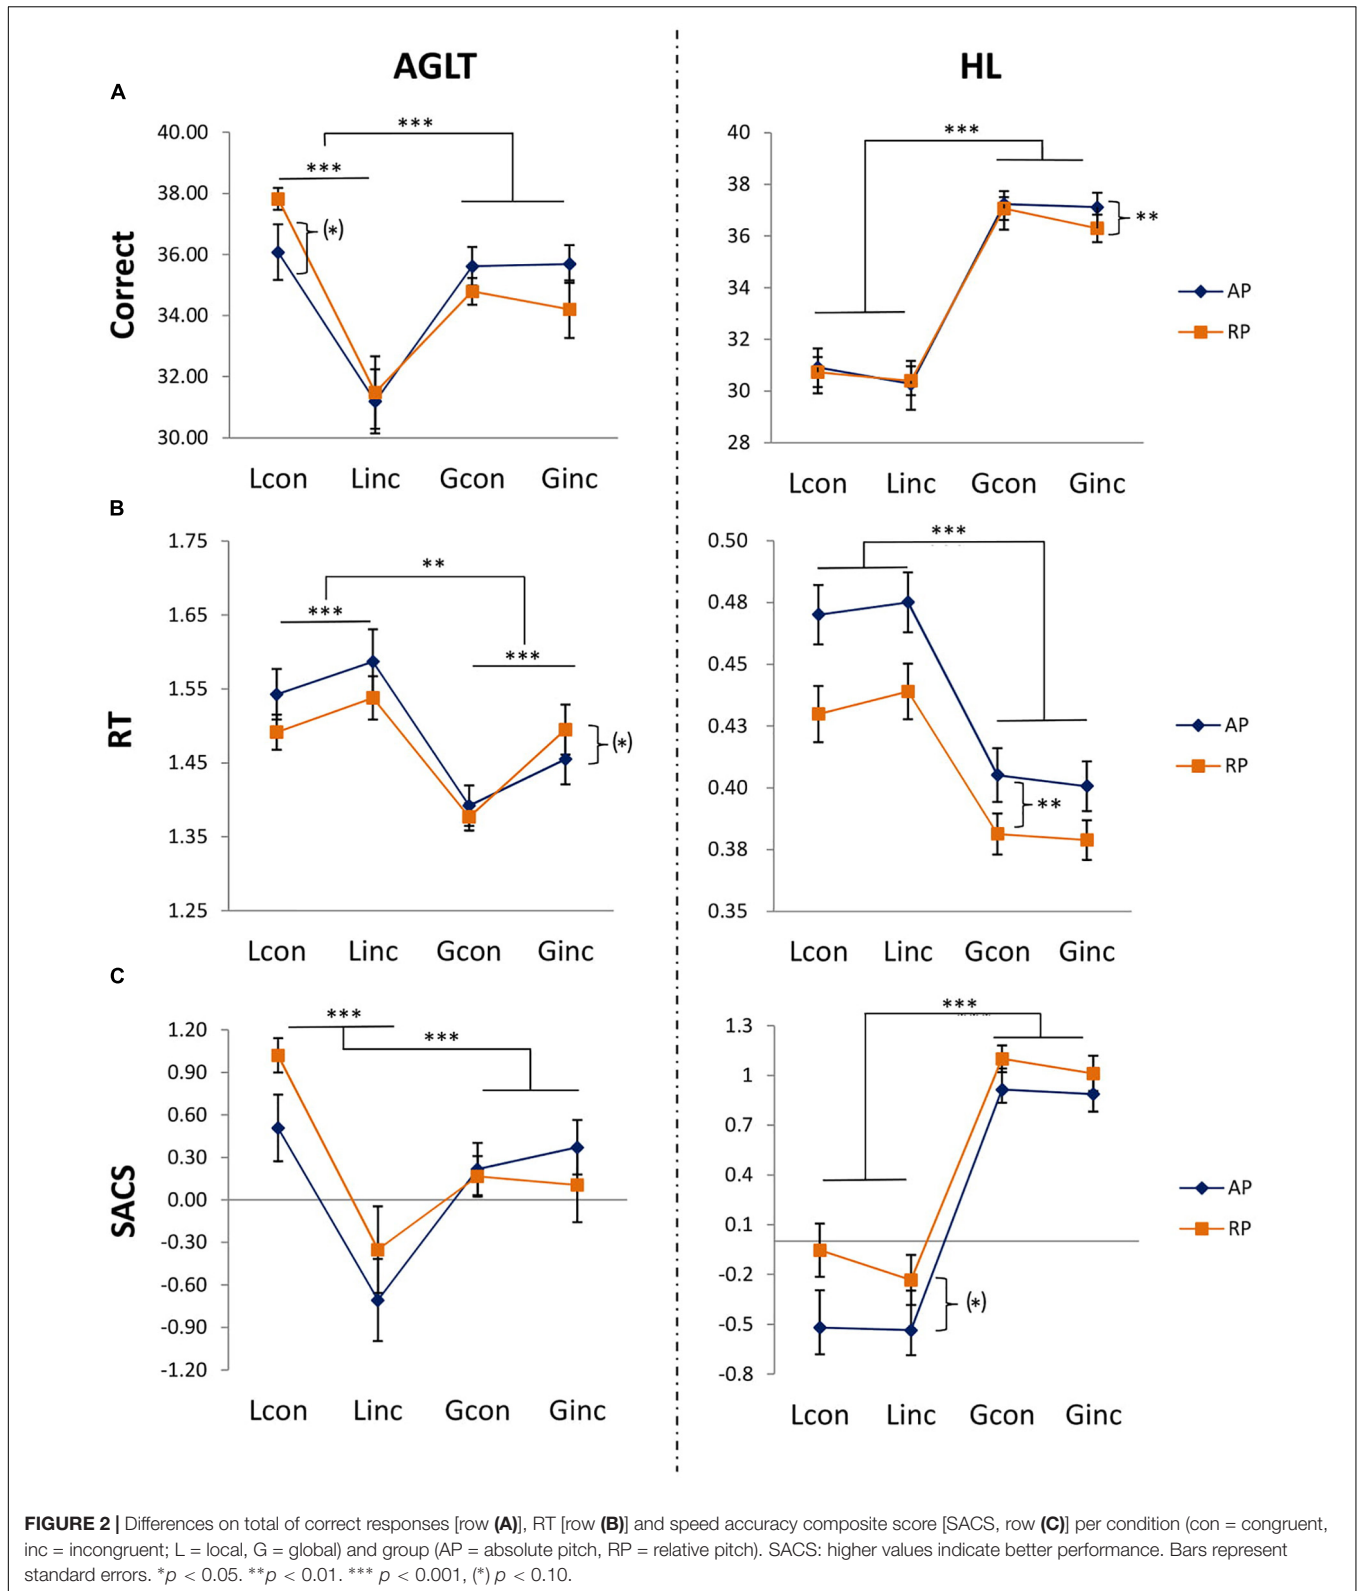 AGLT
HL
A
Correct
40.00
38.00
36.00
34.00
32.00
30.00
***
***
(*)
Lcon Linc Gcon Ginc
40
38
36
34
32
30
28
***
**
AP
RP
Lcon Linc Gcon Ginc
B
RT
1.75
1.65
1.55
1.45
1.35
1.25
**
***
***
(*)
Lcon Linc Gcon Ginc
0.50
0.48
0.45
0.43
0.40
0.38
0.35
***
**
AP
RP
Lcon Linc Gcon Ginc
C
SACS
1.20
0.90
0.60
0.30
0.00
-0.30
-0.60
-0.90
-1.20
***
***
Lcon Linc Gcon Ginc
1.3
1
0.7
0.4
0.1
-0.2
-0.5
-0.8
***
(*)
AP
RP
Lcon Linc Gcon Ginc
FIGURE 2 | Differences on total of correct responses [row (A)], RT [row (B)] and speed accuracy composite score [SACS, row (C)] per condition (con = congruent,
inc = incongruent; L = local, G = global) and group (AP = absolute pitch, RP = relative pitch). SACS: higher values indicate better performance. Bars represent
standard errors. *p < 0.05. **p < 0.01. *** p < 0.001, (*) p < 0.10.